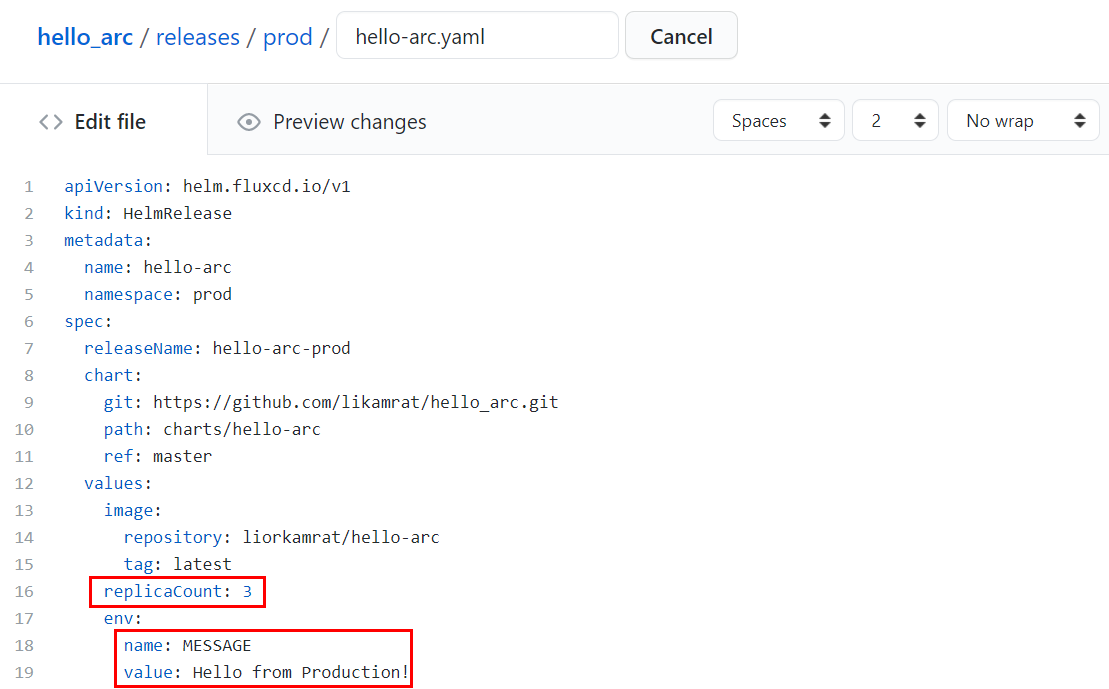 hello_arc / releases / prod / hello-arc.yaml Cancel
<> Edit file Preview changes Spaces 2 No wrap
1 apiVersion: helm.fluxcd.io/v1
2 kind: HelmRelease
3 metadata:
4   name: hello-arc
5   namespace: prod
6 spec:
7   releaseName: hello-arc-prod
8   chart:
9     git: https://github.com/likamrat/hello_arc.git
10     path: charts/hello-arc
11     ref: master
12   values:
13     image:
14       repository: liorkamrat/hello-arc
15       tag: latest
16     replicaCount: 3
17     env:
18       name: MESSAGE
19       value: Hello from Production!